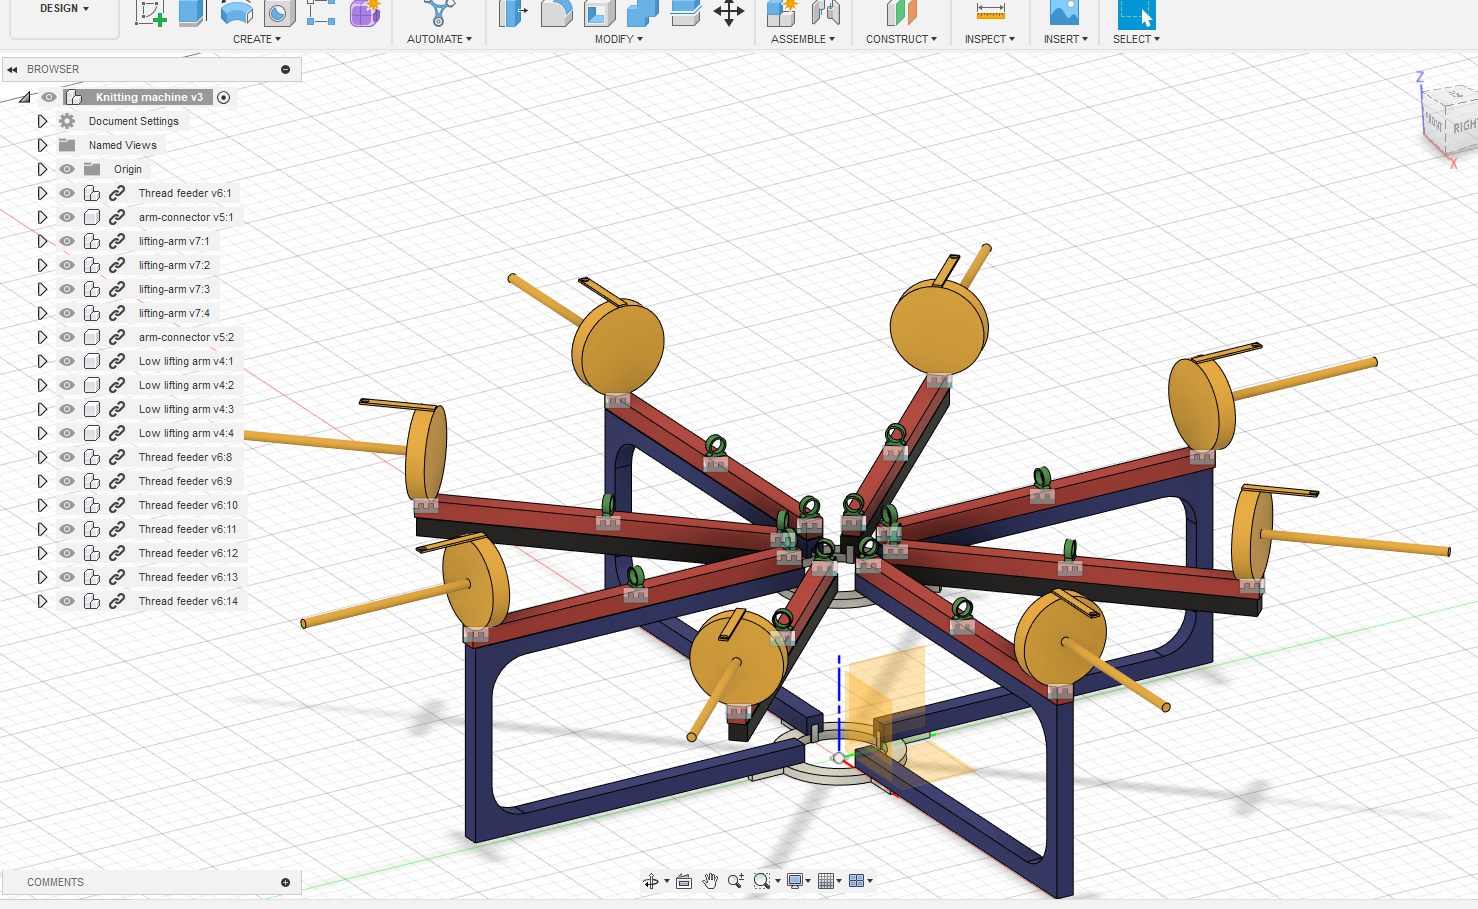 DESIGN
CREATE
AUTOMATE
MODIFY
ASSEMBLE
CONSTRUCT
INSPECT
INSERT
SELECT
BROWSER
Knitting machine v3
Document Settings
Named Views
Origin
Thread feeder v6:1
arm-connector v5:1
lifting-arm v7:1
lifting-arm v7:2
lifting-arm v7:3
lifting-arm v7:4
arm-connector v5:2
Low lifting arm v4:1
Low lifting arm v4:2
Low lifting arm v4:3
Low lifting arm v4:4
Thread feeder v6:8
Thread feeder v6:9
Thread feeder v6:10
Thread feeder v6:11
Thread feeder v6:12
Thread feeder v6:13
Thread feeder v6:14
Z
FRONT
RIGHT
X
COMMENTS